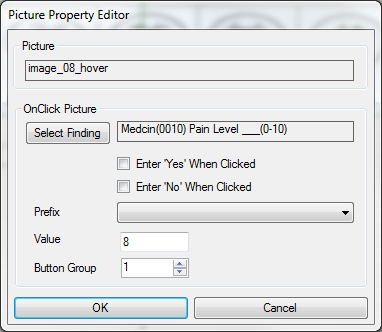 Picture Property Editor
Picture
image_08_hover
OnClick Picture
Select Finding
Medcin(0010) Pain Level ___(0-10)
Enter 'Yes' When Clicked
Enter 'No' When Clicked
Prefix
Value
8
Button Group
1
OK
Cancel